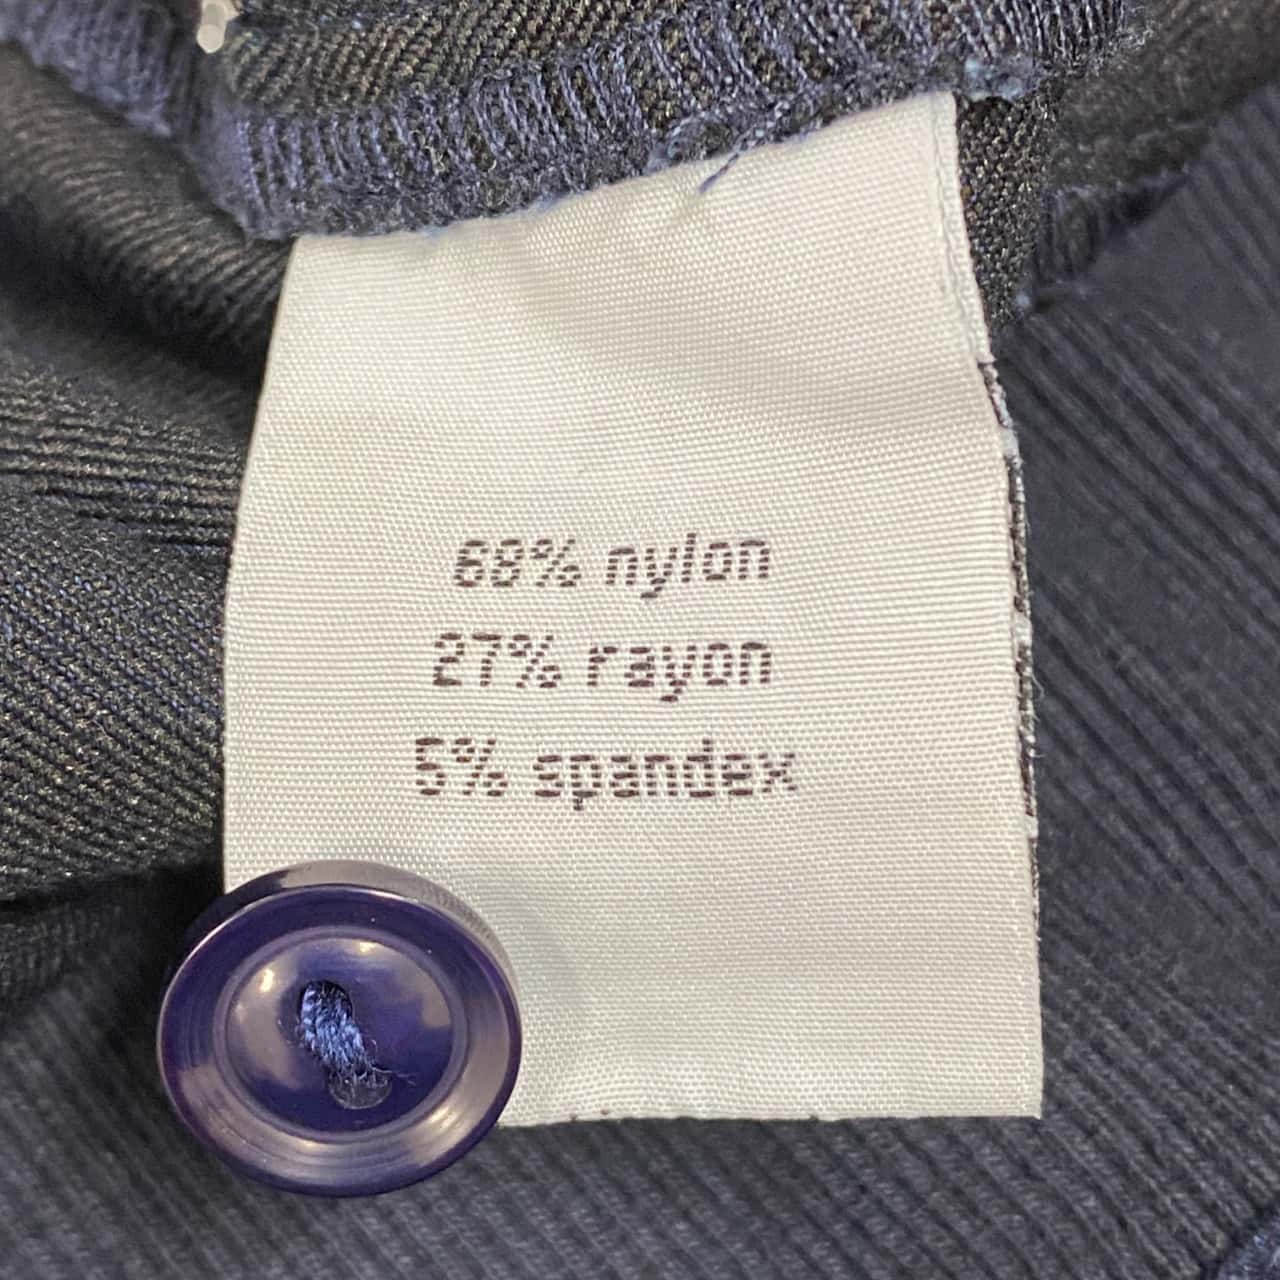 68% nylon
27% rayon
5% spandex